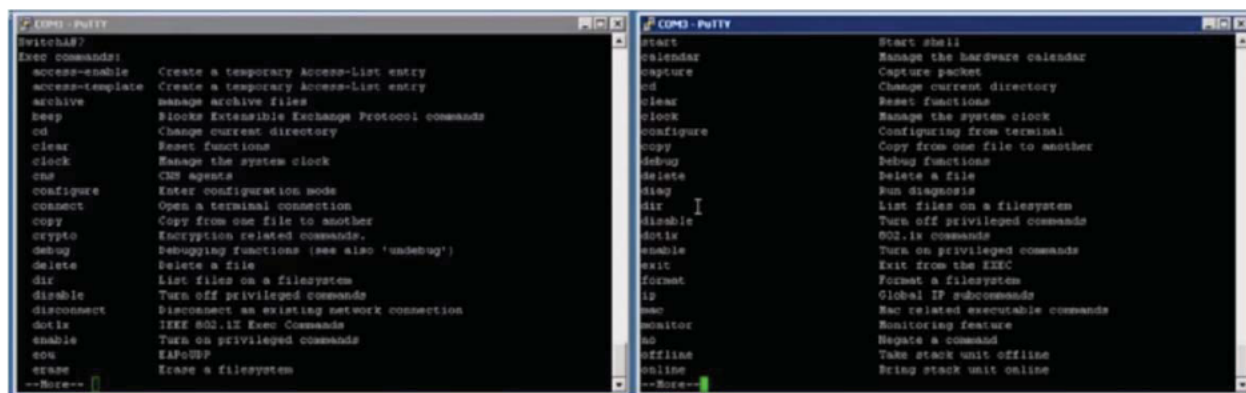 COM3 - PuTTY
SwitchA#?
Exec commands:
access-enable Create a temporary Access-List entry
access-template Create a temporary Access-List entry
archive manage archive files
beep Blocks Extensible Exchange Protocol commands
cd Change current directory
clear Reset functions
clock Manage the system clock
cns CNS agents
configure Enter configuration mode
connect Open a terminal connection
copy Copy from one file to another
crypto Encryption related commands.
debug Debugging functions (see also 'undebug')
delete Delete a file
dir List files on a filesystem
disable Turn off privileged commands
disconnect Disconnect an existing network connection
dot1x IEEE 802.1X Exec Commands
enable Turn on privileged commands
eou EAPoUDP
erase Erase a filesystem
--More--
COM3 - PuTTY
start Start shell
calendar Manage the hardware calendar
capture Capture packet
cd Change current directory
clear Reset functions
clock Manage the system clock
configure Configuring from terminal
copy Copy from one file to another
debug Debug functions
delete Delete a file
diag Run diagnosis
dir List files on a filesystem
disable Turn off privileged commands
dot1x 802.1x commands
enable Turn on privileged commands
exit Exit from the EXEC
format Format a filesystem
ip Global IP subcommands
mac Mac related executable commands
monitor Monitoring feature
no Negate a command
offline Take stack unit offline
online Bring stack unit online
--More--